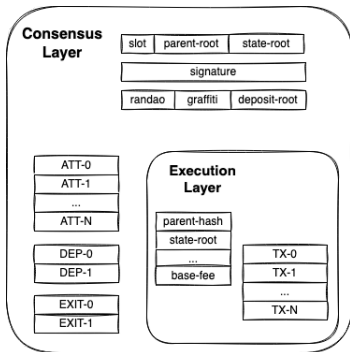 Consensus
Layer
slot parent-root state-root
signature
randao graffiti deposit-root
ATT-0
ATT-1
...
ATT-N
DEP-0
DEP-1
EXIT-0
EXIT-1
Execution
Layer
parent-hash
state-root
...
base-fee
TX-0
TX-1
...
TX-N